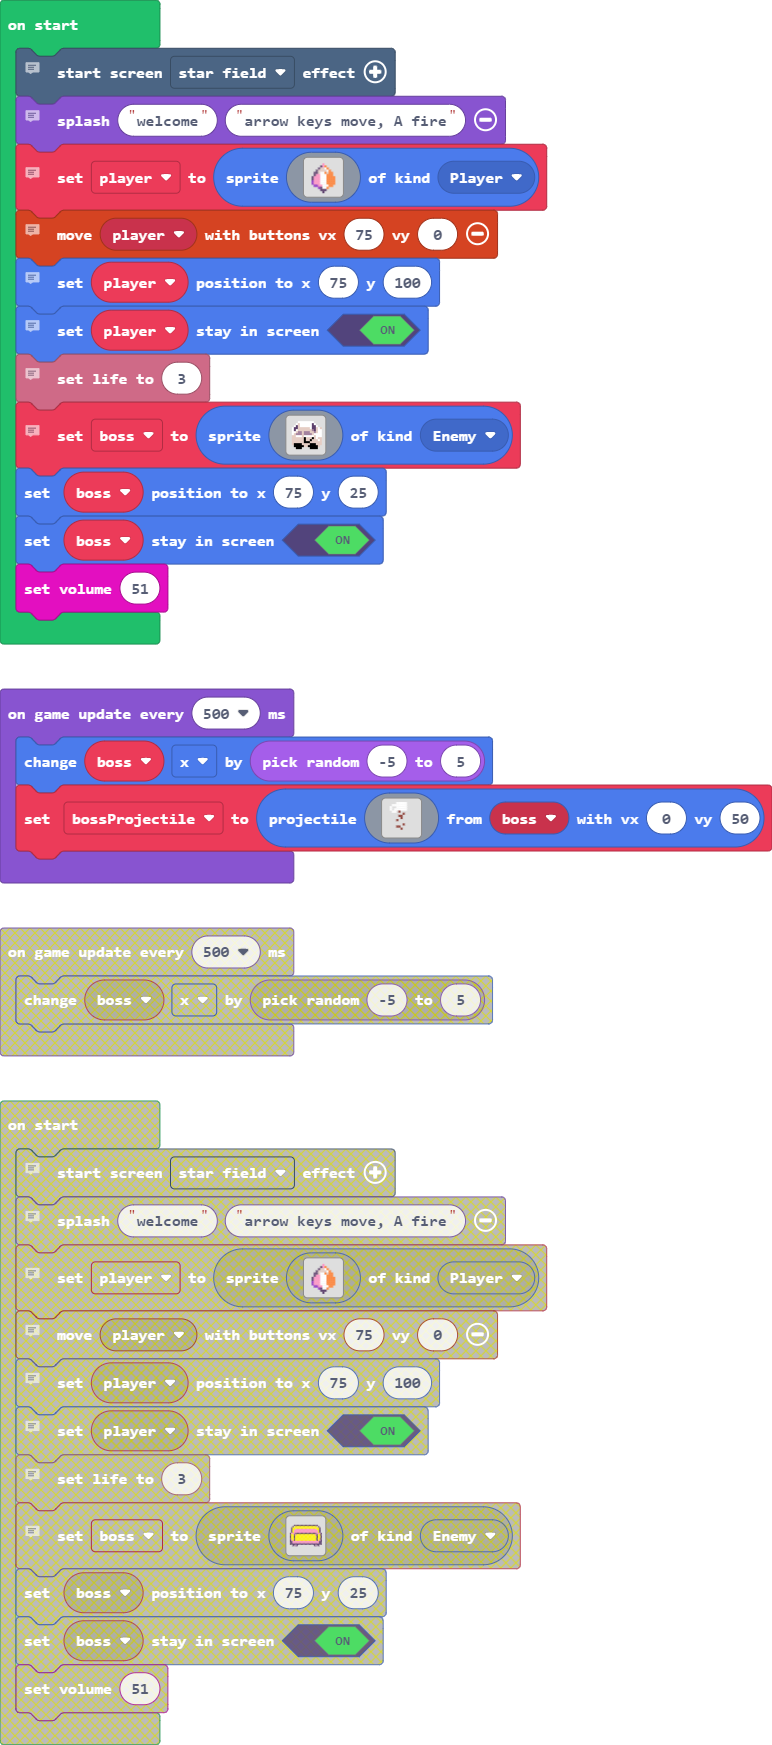 on start
start screen star field effect
splash "welcome" "arrow keys move, A fire"
set player to sprite of kind Player
move player with buttons vx 75 vy 0
set player position to x 75 y 100
set player stay in screen ON
set life to 3
set boss to sprite of kind Enemy
set boss position to x 75 y 25
set boss stay in screen ON
set volume 51
on game update every 500 ms
change boss x by pick random -5 to 5
set bossProjectile to projectile from boss with vx 0 vy 50
on game update every 500 ms
change boss x by pick random -5 to 5
on start
start screen star field effect
splash "welcome" "arrow keys move, A fire"
set player to sprite of kind Player
move player with buttons vx 75 vy 0
set player position to x 75 y 100
set player stay in screen ON
set life to 3
set boss to sprite of kind Enemy
set boss position to x 75 y 25
set boss stay in screen ON
set volume 51